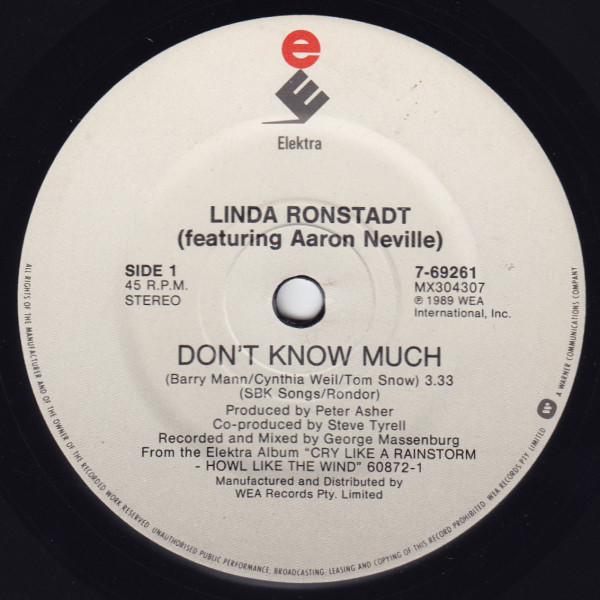 e
E
Elektra
LINDA RONSTADT
(featuring Aaron Neville)
SIDE 1
45 R.P.M.
STEREO
7-69261
MX304307
℗ 1989 WEA
International, Inc.
DON'T KNOW MUCH
(Barry Mann/Cynthia Weil/Tom Snow) 3.33
(SBK Songs/Rondor)
Produced by Peter Asher
Co-produced by Steve Tyrell
Recorded and Mixed by George Massenburg
From the Elektra Album “CRY LIKE A RAINSTORM
- HOWL LIKE THE WIND” 60872-1
Manufactured and Distributed by
WEA Records Pty. Limited
ALL RIGHTS OF THE MANUFACTURER AND OF THE OWNER OF THE RECORDED WORK RESERVED. UNAUTHORISED PUBLIC PERFORMANCE, BROADCASTING, LEASING AND COPYING OF THIS RECORD PROHIBITED. WEA RECORDS PTY. LIMITED
A WARNER COMMUNICATIONS COMPANY